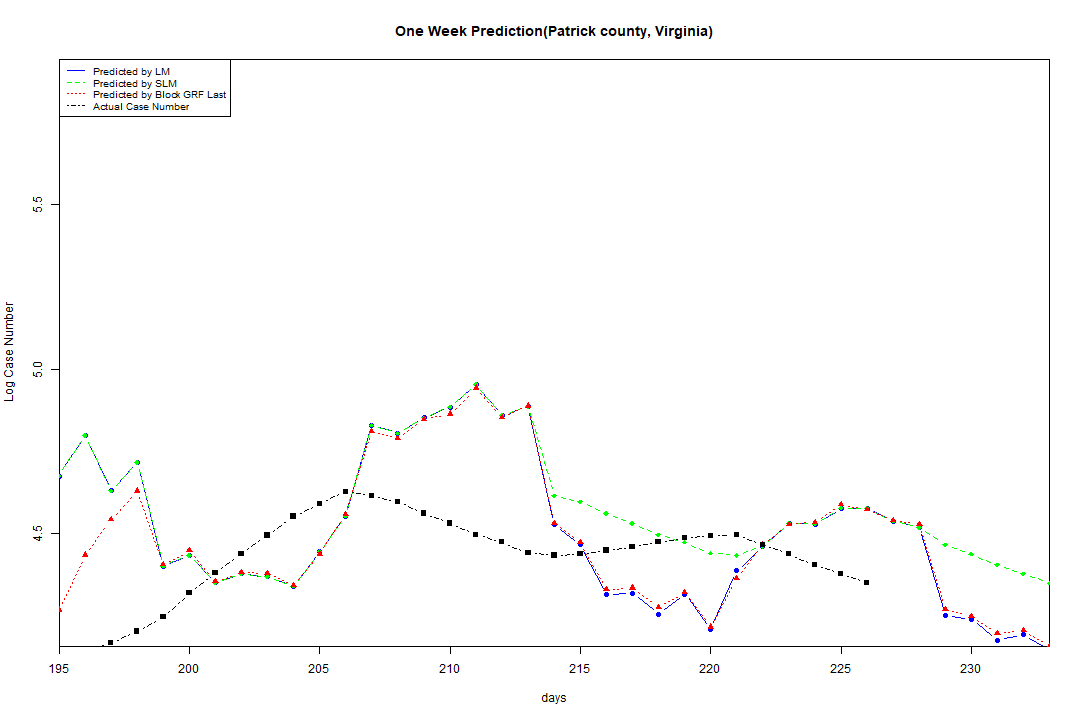 One Week Prediction(Patrick county, Virginia)
Predicted by LM
Predicted by SLM
Predicted by Block GRF Last
Actual Case Number
5.5
5.0
4.5
Log Case Number
195 200 205 210 215 220 225 230
days